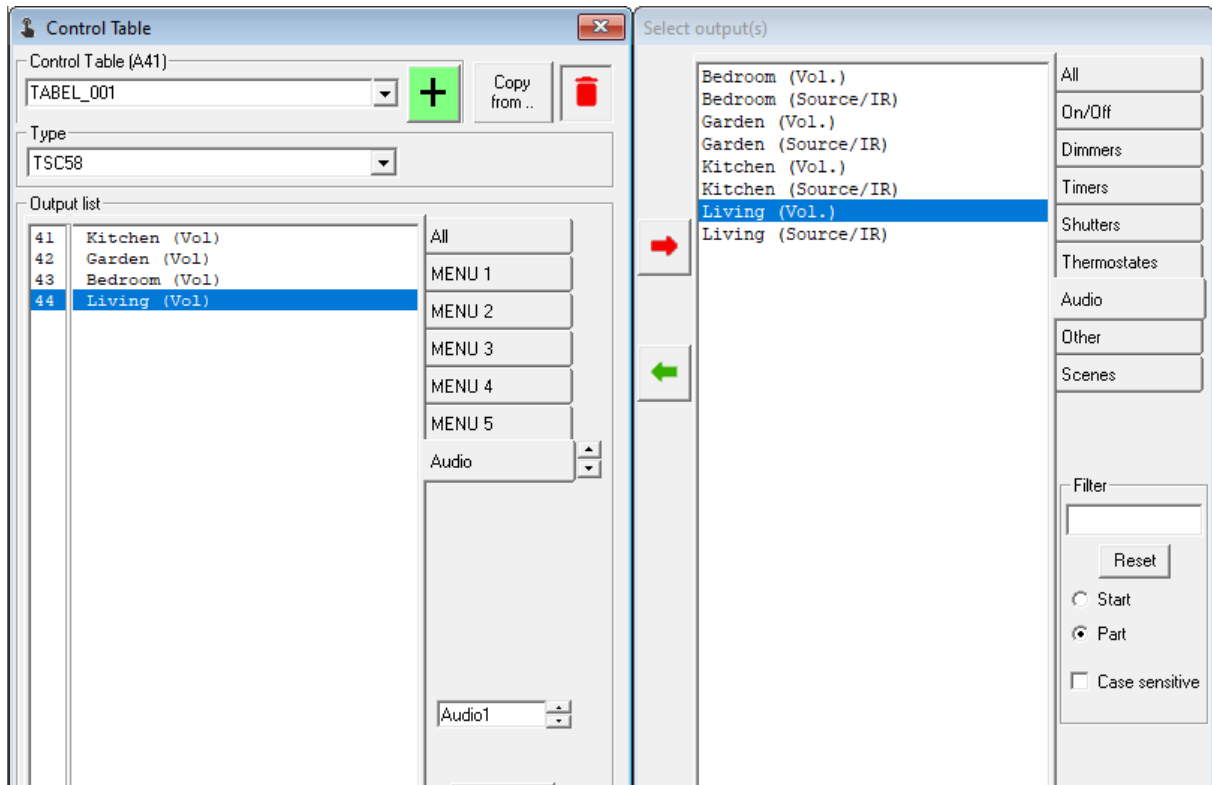 Control Table
Control Table (A41)
TABEL_001
+
Copy from ..
Type
TSC58
Output list
41 Kitchen (Vol)
42 Garden (Vol)
43 Bedroom (Vol)
44 Living (Vol)
All
MENU 1
MENU 2
MENU 3
MENU 4
MENU 5
Audio
Audio1
Select output(s)
Bedroom (Vol.)
Bedroom (Source/IR)
Garden (Vol.)
Garden (Source/IR)
Kitchen (Vol.)
Kitchen (Source/IR)
Living (Vol.)
Living (Source/IR)
All
On/Off
Dimmers
Timers
Shutters
Thermostates
Audio
Other
Scenes
Filter
Reset
Start
Part
Case sensitive